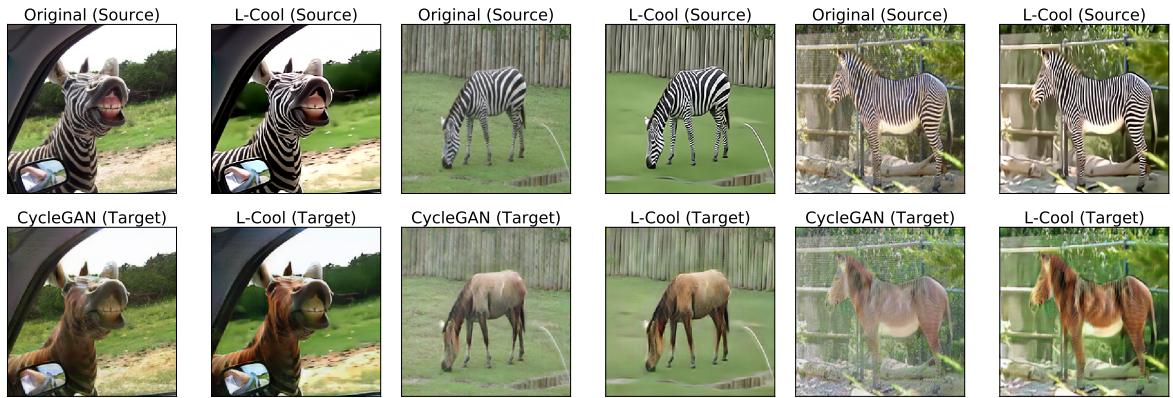 Original (Source) L-Cool (Source) Original (Source) L-Cool (Source) Original (Source) L-Cool (Source)
CycleGAN (Target) L-Cool (Target) CycleGAN (Target) L-Cool (Target) CycleGAN (Target) L-Cool (Target)